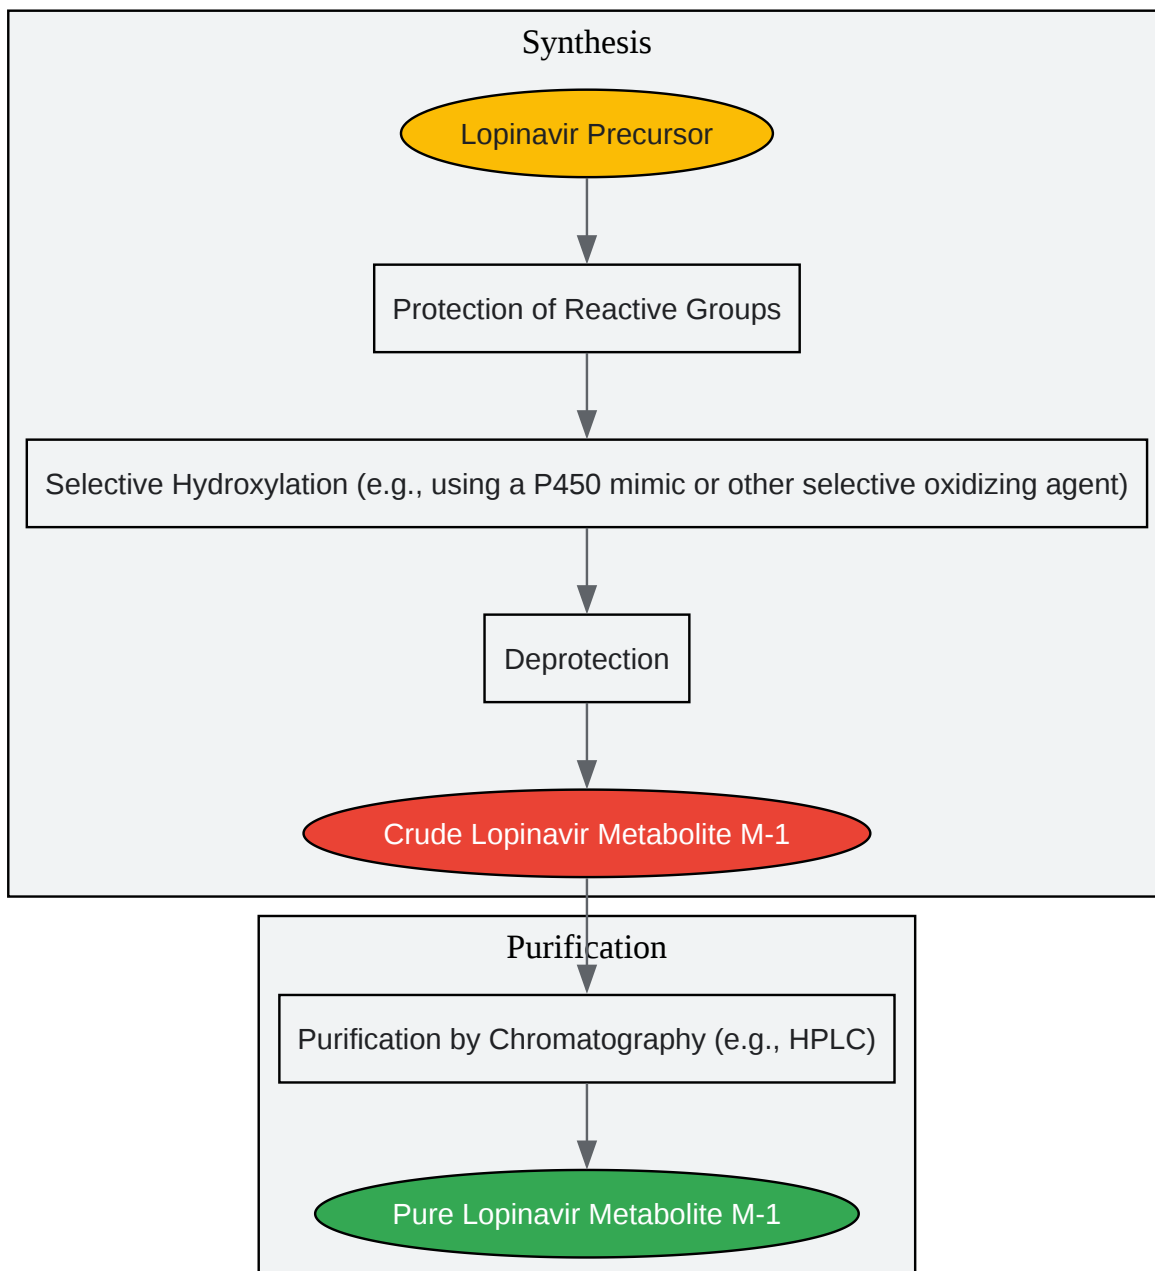 Synthesis
Lopinavir Precursor
Protection of Reactive Groups
Selective Hydroxylation (e.g., using a P450 mimic or other selective oxidizing agent)
Deprotection
Crude Lopinavir Metabolite M-1
Purification
Purification by Chromatography (e.g., HPLC)
Pure Lopinavir Metabolite M-1